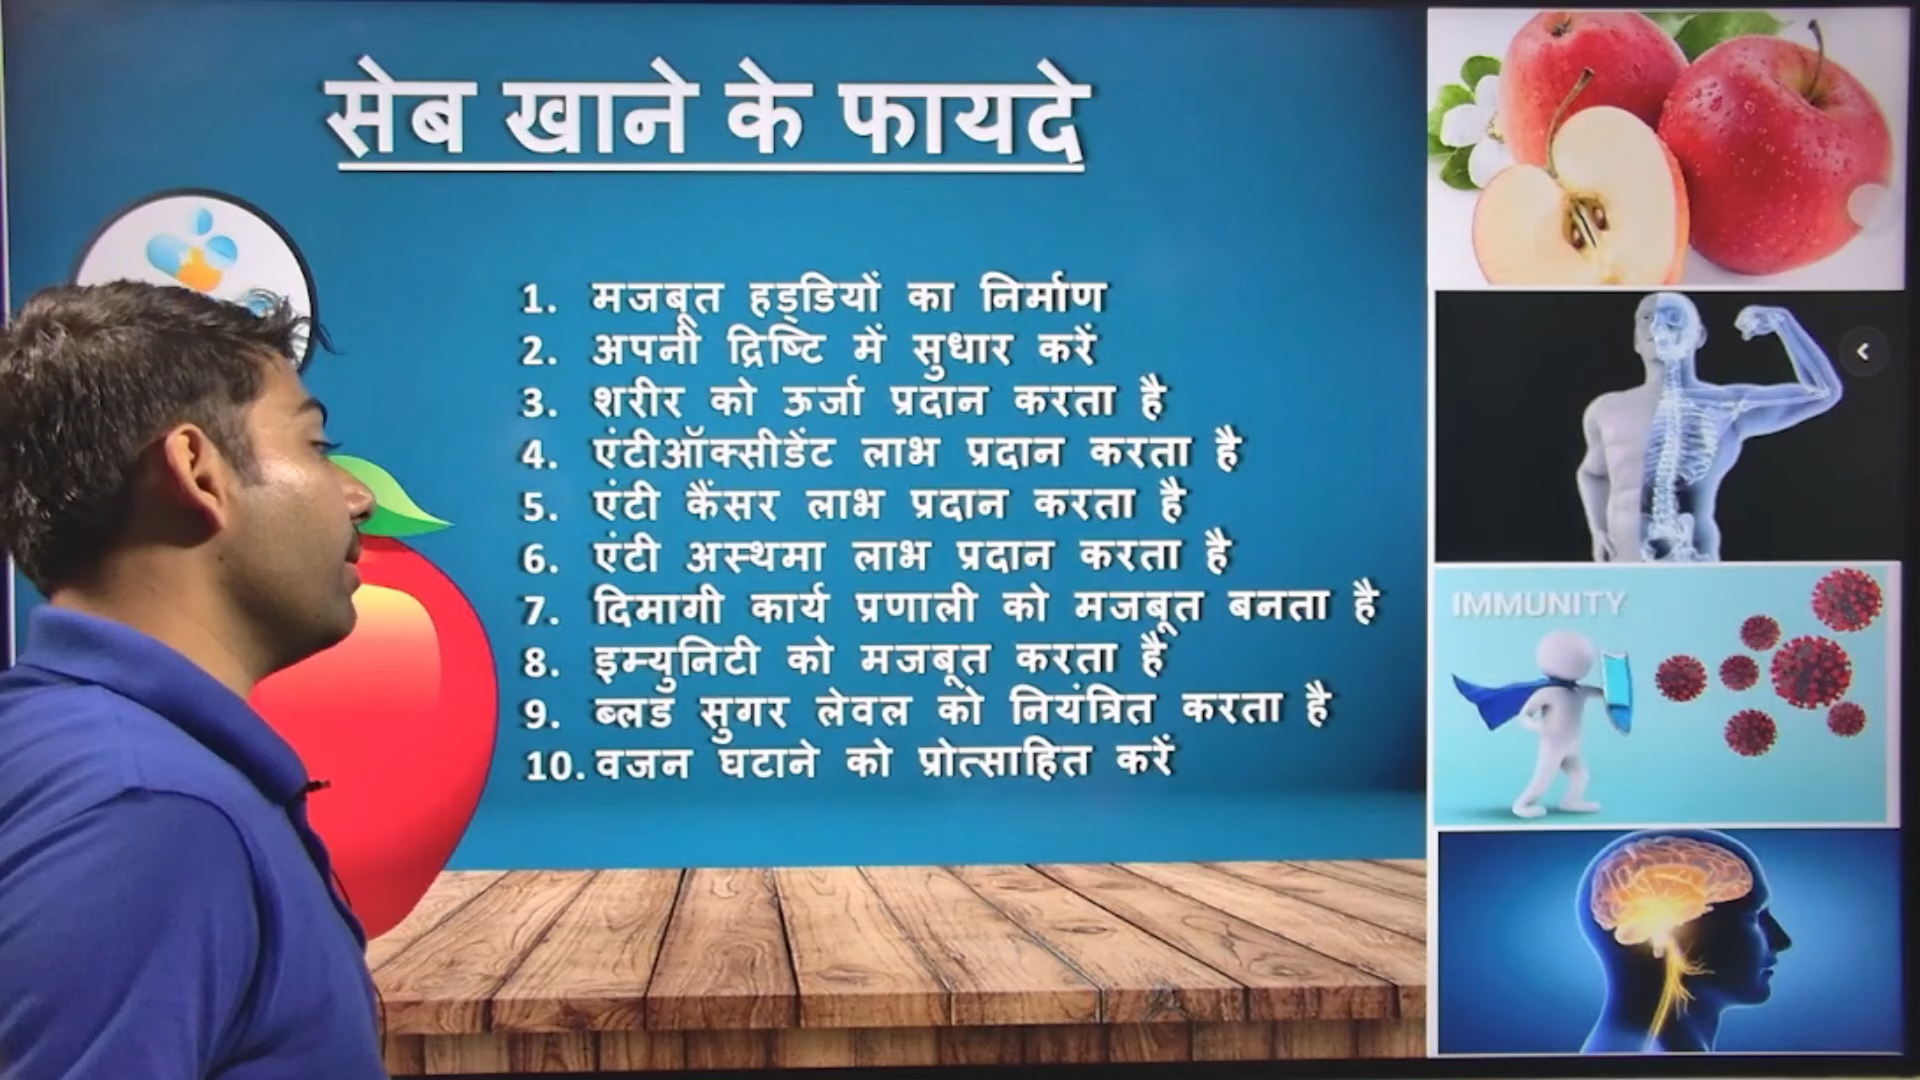 सेब खाने के फायदे
1. मजबूत हड्डियों का निर्माण
2. अपनी द्रिष्टि में सुधार करें
3. शरीर को ऊर्जा प्रदान करता है
4. एंटीऑक्सीडेंट लाभ प्रदान करता है
5. एंटी कैंसर लाभ प्रदान करता है
6. एंटी अस्थमा लाभ प्रदान करता है
7. दिमागी कार्य प्रणाली को मजबूत बनता है
8. इम्युनिटी को मजबूत करता है
9. ब्लड सुगर लेवल को नियंत्रित करता है
10. वजन घटाने को प्रोत्साहित करें
IMMUNITY